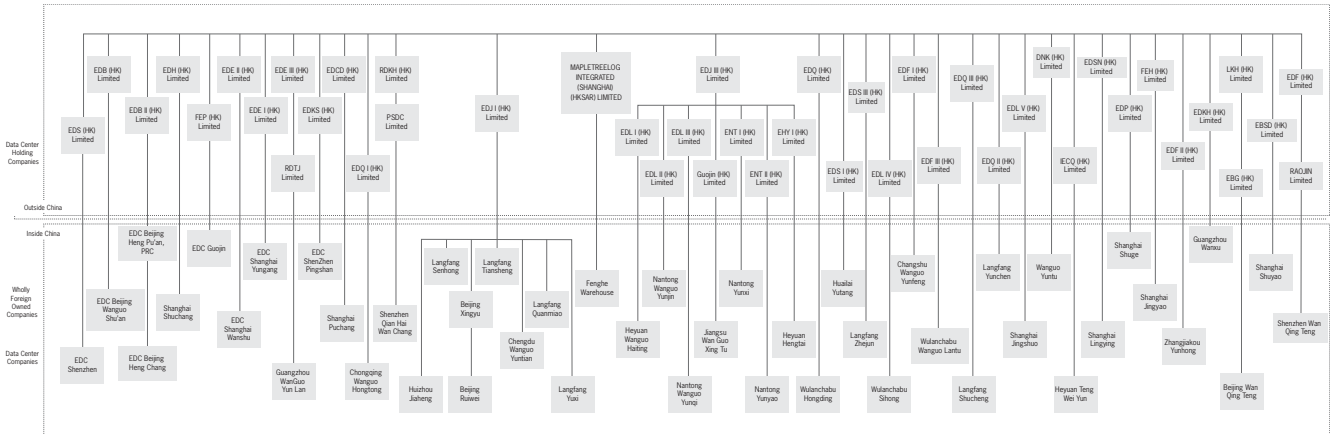 EDB (HK)
Limited
EDH (HK)
Limited
EDE II (HK)
Limited
EDE III (HK)
Limited
EDCD (HK)
Limited
RDKH (HK)
Limited
MAPLETREELOG
INTEGRATED
(SHANGHAI)
(HKSAR) LIMITED
EDJ III (HK)
Limited
EDQ (HK)
Limited
EDS III (HK)
Limited
EDF I (HK)
Limited
EDQ III (HK)
Limited
DNK (HK)
Limited
EDSN (HK)
Limited
FEH (HK)
Limited
LKH (HK)
Limited
EDF (HK)
Limited
EDS (HK)
Limited
EDB II (HK)
Limited
FEP (HK)
Limited
EDE I (HK)
Limited
EDKS (HK)
Limited
PSDC
Limited
EDJ I (HK)
Limited
EDL V (HK)
Limited
EDP (HK)
Limited
EDKH (HK)
Limited
EBSD (HK)
Limited
EDL I (HK)
Limited
EDL III (HK)
Limited
ENT I (HK)
Limited
EHY I (HK)
Limited
Data Center
Holding
Companies
RDTJ
Limited
EDQ I (HK)
Limited
EDL II (HK)
Limited
Guojin (HK)
Limited
ENT II (HK)
Limited
EDS I (HK)
Limited
EDL IV (HK)
Limited
EDF III (HK)
Limited
EDQ II (HK)
Limited
IECQ (HK)
Limited
EDF II (HK)
Limited
EBG (HK)
Limited
RAOJIN
Limited
Outside China
Inside China
EDC Beijing
Heng Pu'an,
PRC
EDC Guojin
EDC
Shanghai
Yungang
EDC
ShenZhen
Pingshan
Langfang
Senhong
Langfang
Tiansheng
Fenghe
Warehouse
Nantong
Wanguo
Yunjin
Nantong
Yunxi
Huailai
Yutang
Changshu
Wanguo
Yunfeng
Langfang
Yunchen
Wanguo
Yuntu
Shanghai
Shuge
Guangzhou
Wanxu
Shanghai
Shuyao
Wholly
Foreign
Owned
Companies
EDC Beijing
Wanguo
Shu'an
Shanghai
Shuchang
EDC
Shanghai
Wanshu
Shanghai
Puchang
Shenzhen
Qian Hai
Wan Chang
Beijing
Xingyu
Langfang
Quanmiao
Shanghai
Jingyao
Chengdu
Wanguo
Yuntian
Heyuan
Wanguo
Haiting
Jiangsu
Wan Guo
Xing Tu
Heyuan
Hengtai
Langfang
Zhejun
Wulanchabu
Wanguo Lantu
Shanghai
Jingshuo
Shanghai
Lingying
Zhangjiakou
Yunhong
Shenzhen Wan
Qing Teng
Data Center
Companies
EDC
Shenzhen
EDC Beijing
Heng Chang
Guangzhou
WanGuo
Yun Lan
Chongqing
Wanguo
Hongtong
Huizhou
Jiaheng
Beijing
Ruiwei
Langfang
Yuxi
Nantong
Wanguo
Yunqi
Nantong
Yunyao
Wulanchabu
Hongding
Wulanchabu
Sihong
Langfang
Shucheng
Heyuan Teng
Wei Yun
Beijing Wan
Qing Teng